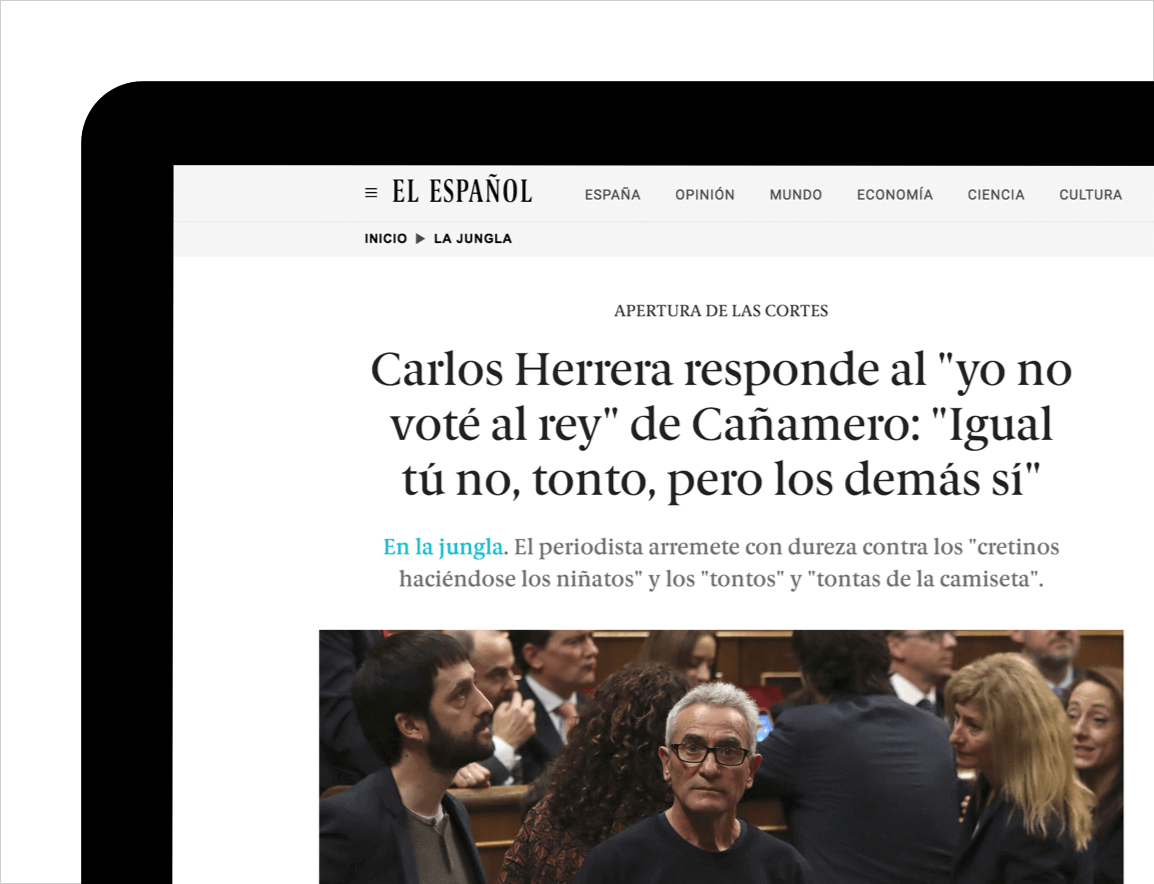 EL ESPAÑOL
ESPAÑA OPINIÓN MUNDO ECONOMÍA CIENCIA CULTURA
INICIO ▶ LA JUNGLA
APERTURA DE LAS CORTES
Carlos Herrera responde al "yo no
voté al rey" de Cañamero: "Igual
tú no, tonto, pero los demás sí"
En la jungla. El periodista arremete con dureza contra los "cretinos
haciéndose los niñatos" y los "tontos" y "tontas de la camiseta".